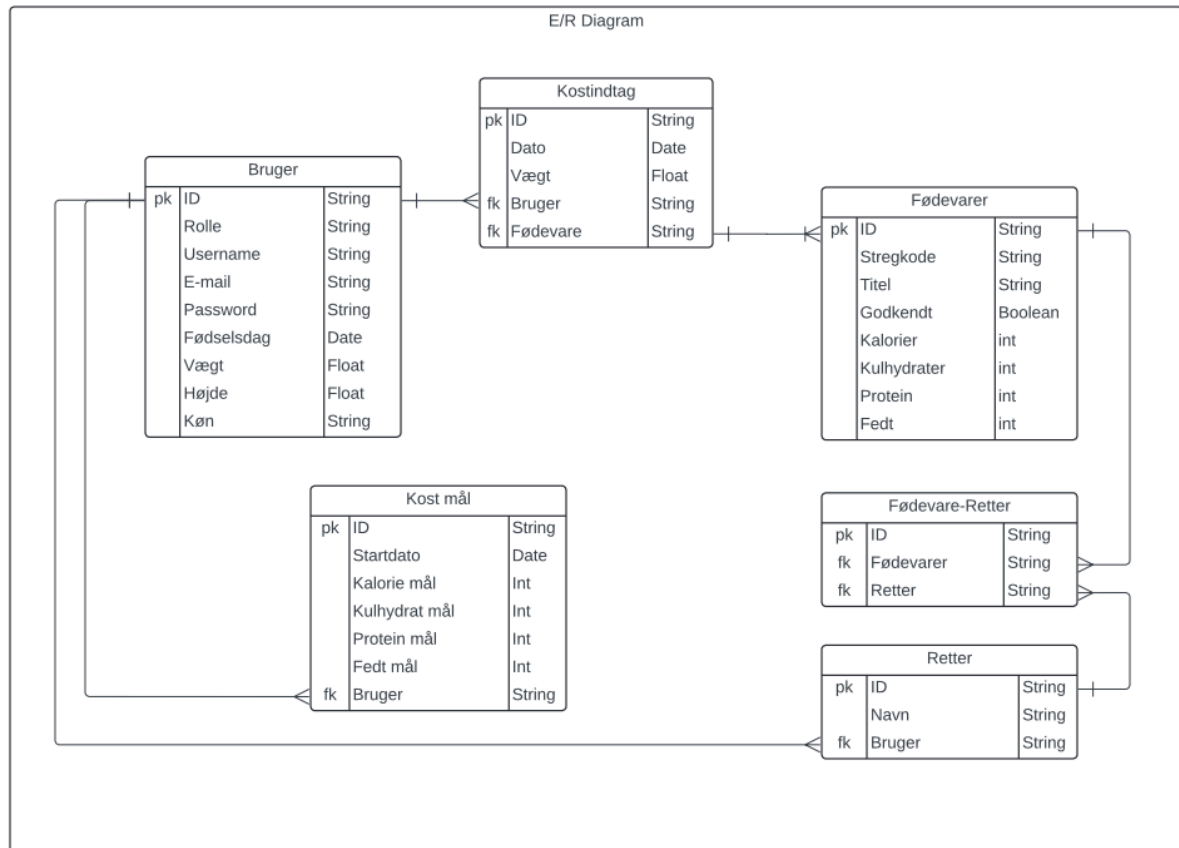 E/R Diagram
Kostindtag
pk ID String
Dato Date
Vægt Float
fk Bruger String
fk Fødevare String
Bruger
pk ID String
Rolle String
Username String
E-mail String
Password String
Fødselsdag Date
Vægt Float
Højde Float
Køn String
Fødevarer
pk ID String
Stregkode String
Titel String
Godkendt Boolean
Kalorier int
Kulhydrater int
Protein int
Fedt int
Kost mål
pk ID String
Startdato Date
Kalorie mål Int
Kulhydrat mål Int
Protein mål Int
Fedt mål Int
fk Bruger String
Fødevare-Retter
pk ID String
fk Fødevarer String
fk Retter String
Retter
pk ID String
Navn String
fk Bruger String